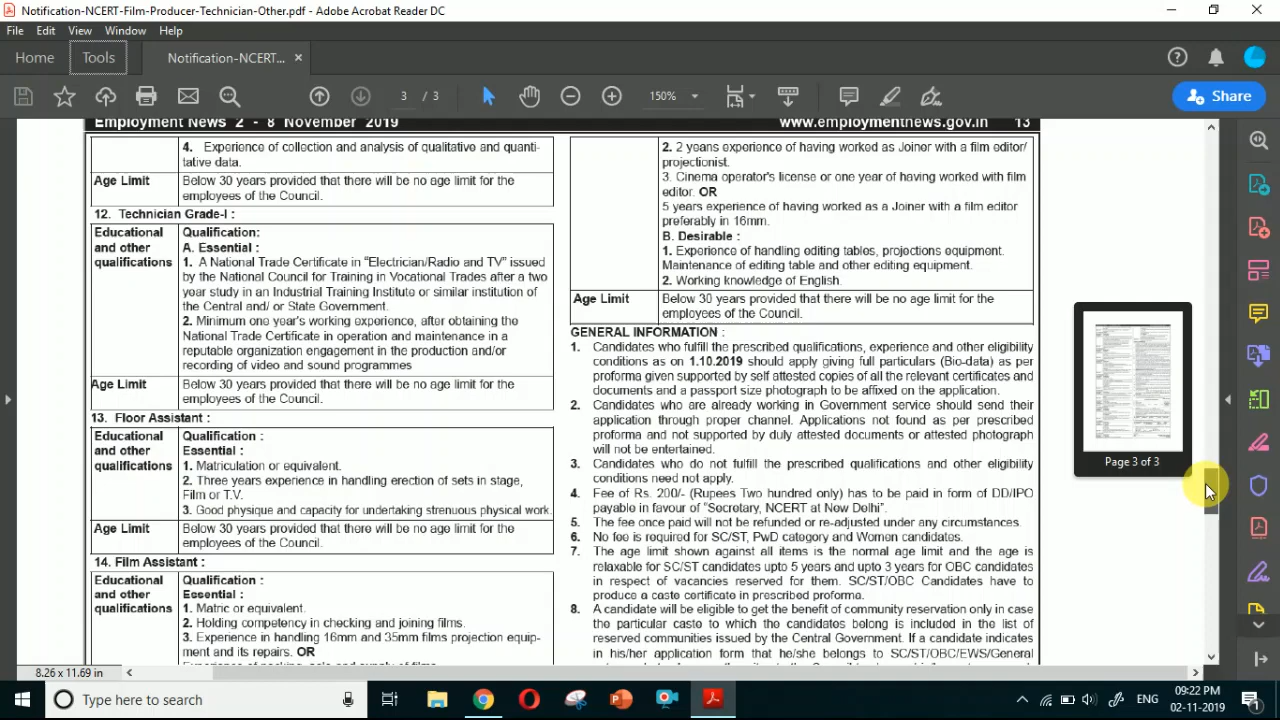 Notification-NCERT-Film-Producer-Technician-Other.pdf - Adobe Acrobat Reader DC
File Edit View Window Help
Home Tools Notification-NCERT... ×
3 / 3 150% Share
Employment News 2 - 8 November 2019 www.employmentnews.gov.in 13
4. Experience of collection and analysis of qualitative and quanti-
tative data.
Age Limit Below 30 years provided that there will be no age limit for the
employees of the Council.
12. Technician Grade-I :
Educational
and other
qualifications
Qualification:
A. Essential :
1. A National Trade Certificate in “Electrician/Radio and TV” issued
by the National Council for Training in Vocational Trades after a two
year study in an Industrial Training Institute or similar institution of
the Central and/ or State Government.
2. Minimum one year's working experience, after obtaining the
National Trade Certificate in operation and maintenance in a
reputable organization engagement in the production and/or
recording of video and sound programmes
Age Limit Below 30 years provided that there will be no age limit for the
employees of the Council.
13. Floor Assistant :
Educational
and other
qualifications
Qualification:
Essential :
1. Matriculation or equivalent.
2. Three years experience in handling erection of sets in stage,
Film or T.V.
3. Good physique and capacity for undertaking strenuous physical work.
Age Limit Below 30 years provided that there will be no age limit for the
employees of the Council.
14. Film Assistant :
Educational
and other
qualifications
Qualification :
Essential :
1. Matric or equivalent.
2. Holding competency in checking and joining films.
3. Experience in handling 16mm and 35mm films projection equip-
ment and its repairs. OR
2. 2 yeans experience of having worked as Joiner with a film editor/
projectionist.
3. Cinema operator's license or one year of having worked with film
editor. OR
5 years experience of having worked as a Joiner with a film editor
preferably in 16mm.
B. Desirable :
1. Experience of handling editing tables, projections equipment.
Maintenance of editing table and other editing equipment.
2. Working knowledge of English.
Age Limit Below 30 years provided that there will be no age limit for the
employees of the Council.
GENERAL INFORMATION :
1. Candidates who fulfill the prescribed qualifications, experience and other eligibility
conditions as on 1.10.2019 should apply giving full particulars (Bio-data) as per
proforma given supported by self attested copies of all the relevant certificates and
documents and a passport size photograph to be affixed on the application.
2. Candidates who are already working in Government service should send their
application through proper channel. Applications not found as per prescribed
proforma and not supported by duly attested documents or attested photograph
will not be entertained.
3. Candidates who do not fulfill the prescribed qualifications and other eligibility
conditions need not apply.
4. Fee of Rs. 200/- (Rupees Two hundred only) has to be paid in form of DD/IPO
payable in favour of “Secretary, NCERT at New Delhi”.
5. The fee once paid will not be refunded or re-adjusted under any circumstances.
6. No fee is required for SC/ST, PwD category and Women candidates.
7. The age limit shown against all items is the normal age limit and the age is
relaxable for SC/ST candidates upto 5 years and upto 3 years for OBC candidates
in respect of vacancies reserved for them. SC/ST/OBC Candidates have to
produce a caste certificate in prescribed proforma.
8. A candidate will be eligible to get the benefit of community reservation only in case
the particular caste to which the candidates belong is included in the list of
reserved communities issued by the Central Government. If a candidate indicates
in his/her application form that he/she belongs to SC/ST/OBC/EWS/General
Page 3 of 3
8.26 x 11.69 in
Type here to search
ENG
09:22 PM
02-11-2019
1